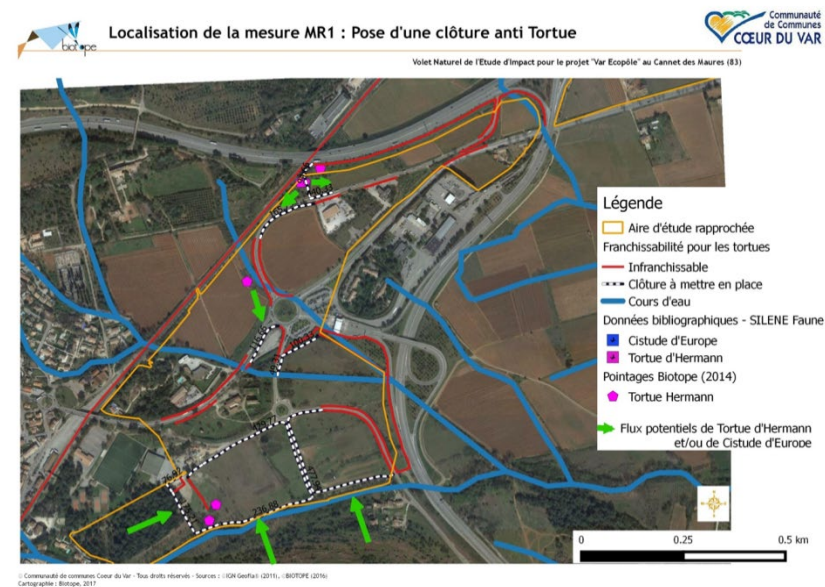 biotope
Localisation de la mesure MR1 : Pose d'une clôture anti Tortue
Communauté
de Communes
CŒUR DU VAR
Volet Naturel de l'Etude d'Impact pour le projet "Var Ecopôle" au Cannet des Maures (83)
Légende
Aire d'étude rapprochée
Franchissabilité pour les tortues
Infranchissable
Clôture à mettre en place
Cours d'eau
Données bibliographiques - SILENE Faune
Cistude d'Europe
Tortue d'Hermann
Pointages Biotope (2014)
Tortue Hermann
Flux potentiels de Tortue d'Hermann
et/ou de Cistude d'Europe
236,88
0 0.25 0.5 km
© Communauté de communes Coeur du Var - Tous droits réservés - Sources : ©IGN Geofla® (2011), ©BIOTOPE (2016)
Cartographie : Biotope, 2017